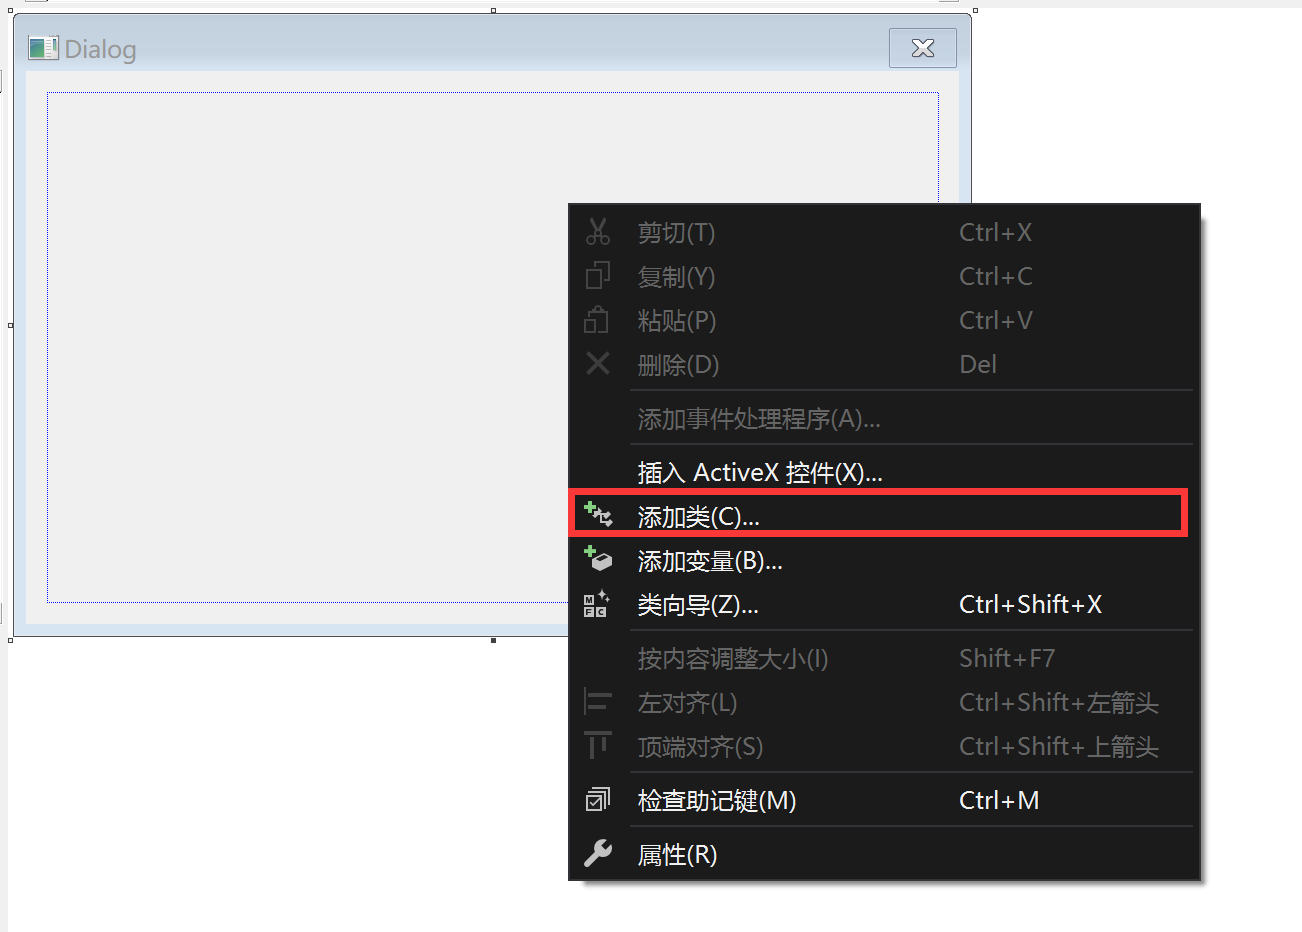 Dialog
剪切(T) Ctrl+X
复制(Y) Ctrl+C
粘贴(P) Ctrl+V
删除(D) Del
添加事件处理程序(A)...
插入 ActiveX 控件(X)...
添加类(C)...
添加变量(B)...
类向导(Z)... Ctrl+Shift+X
按内容调整大小(I) Shift+F7
左对齐(L) Ctrl+Shift+左箭头
顶端对齐(S) Ctrl+Shift+上箭头
检查助记键(M) Ctrl+M
属性(R)